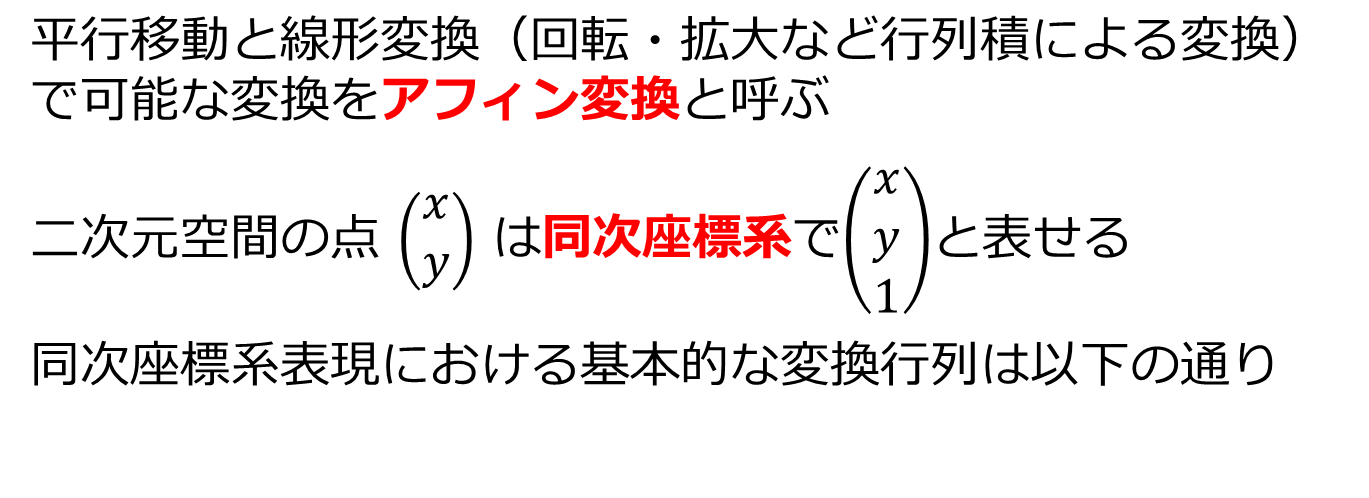 平行移動と線形変換（回転・拡大など行列積による変換）
で可能な変換をアフィン変換と呼ぶ
二次元空間の点 (x y) は同次座標系で(x y 1)と表せる
同次座標系表現における基本的な変換行列は以下の通り